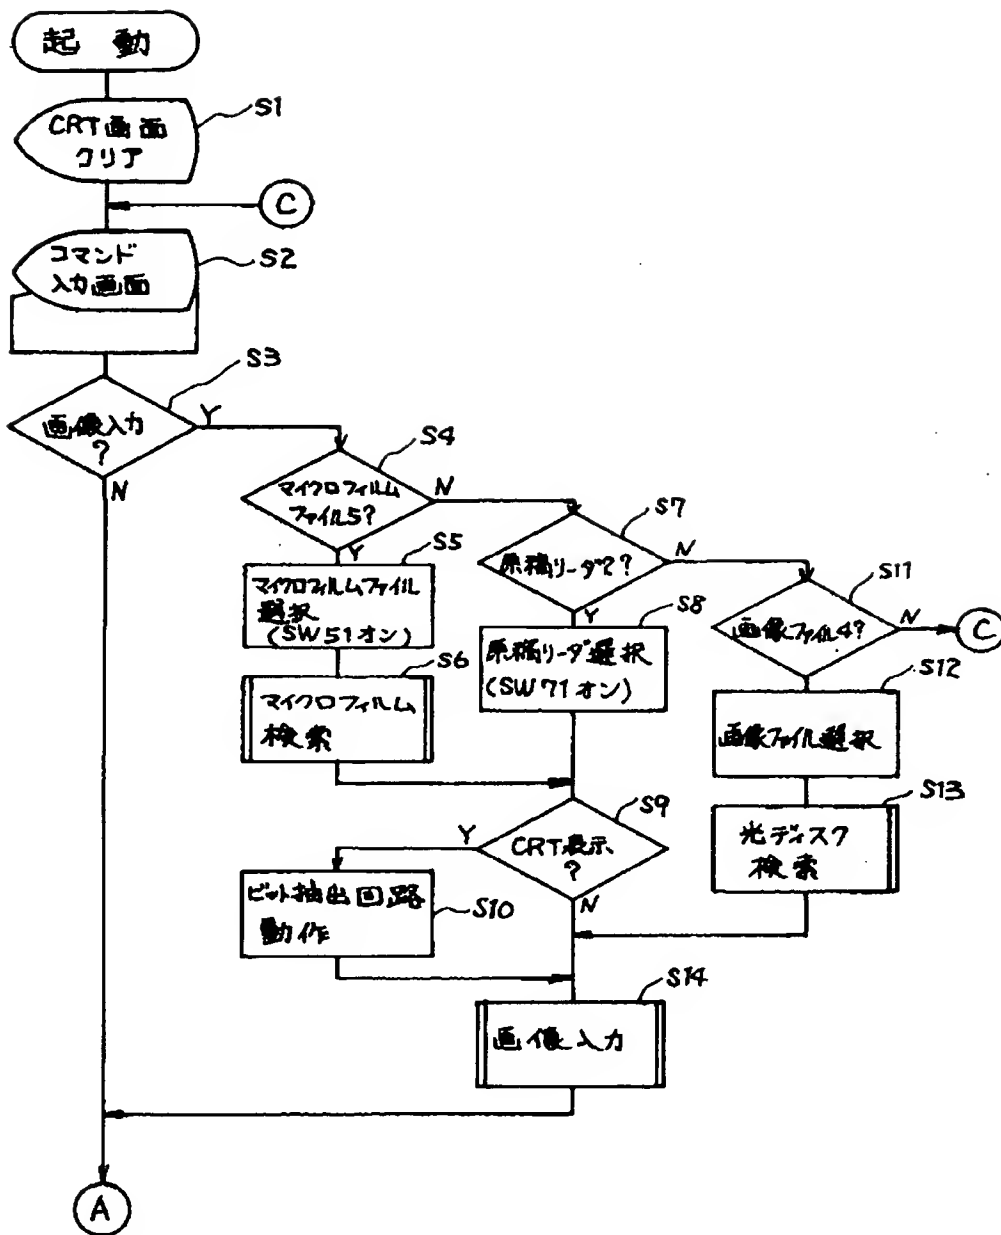 起動
CRT画面
クリア
S1
C
コマンド
入力画面
S2
S3
画像入力
?
Y
N
S4
マイクロフィルム
ファイル5?
N
Y
S5
マイクロフィルムファイル
選択
(SW51オン)
S6
マイクロフィルム
検索
S7
原稿リーダ2?
N
Y
S8
原稿リーダ選択
(SW71オン)
S11
画像ファイル4?
N
C
S12
画像ファイル選択
S13
光ディスク
検索
S9
CRT表示
?
Y
N
ビット抽出回路
動作
S10
S14
画像入力
A